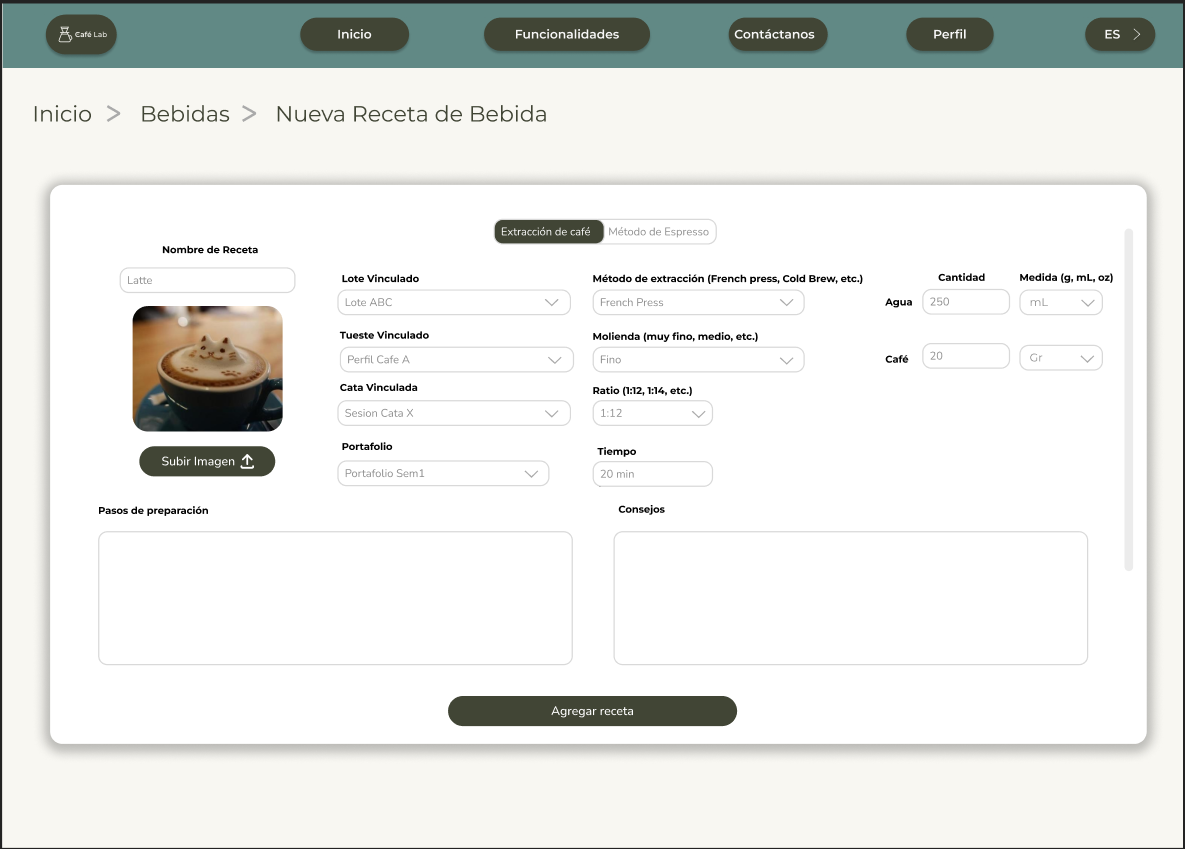 Café Lab
Inicio
Funcionalidades
Contáctanos
Perfil
ES
Inicio > Bebidas > Nueva Receta de Bebida
Extracción de café
Método de Espresso
Nombre de Receta
Latte
Subir Imagen
Lote Vinculado
Lote ABC
Tueste Vinculado
Perfil Cafe A
Cata Vinculada
Sesion Cata X
Portafolio
Portafolio Sem1
Método de extracción (French press, Cold Brew, etc.)
French Press
Molienda (muy fino, medio, etc.)
Fino
Ratio (1:12, 1:14, etc.)
1:12
Tiempo
20 min
Cantidad
Medida (g, mL, oz)
Agua
250
mL
Café
20
Gr
Pasos de preparación
Consejos
Agregar receta